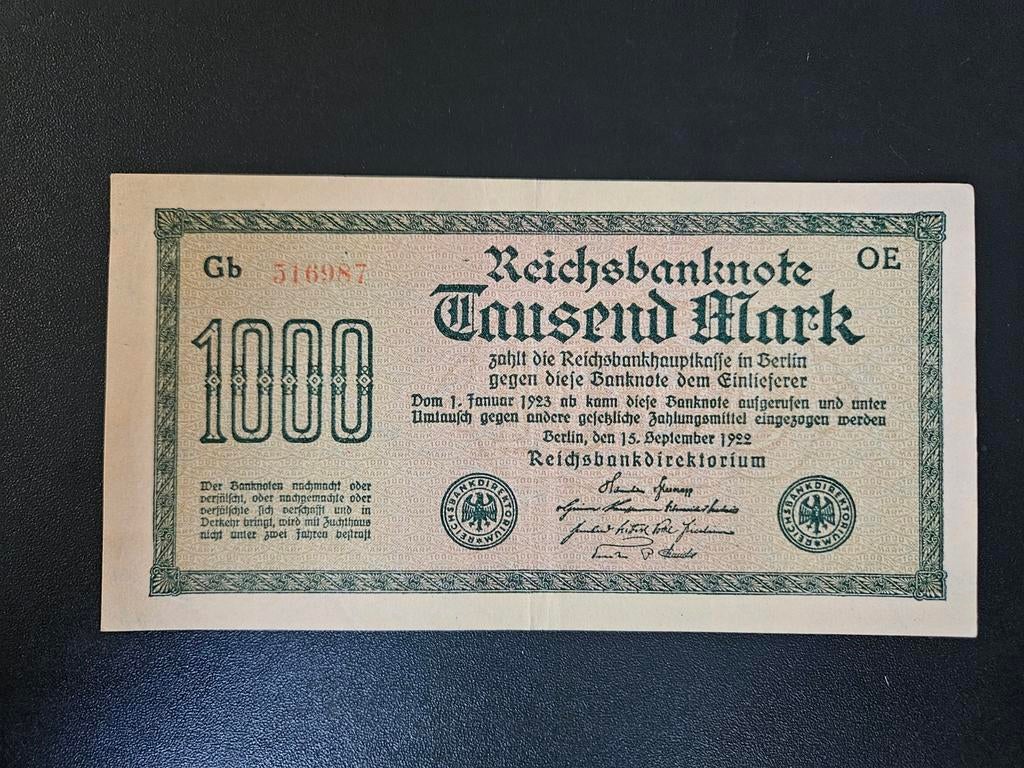 Gb 516987
OE
Reichsbanknote
Tausend Mark
1000
zahlt die Reichsbankhauptkasse in Berlin
gegen diese Banknote dem Einlieferer
Vom 1. Januar 1923 ab kann diese Banknote aufgerufen und unter
Umtausch gegen andere gesetzliche Zahlungsmittel eingezogen werden
Berlin, den 15. September 1922
Reichsbankdirektorium
Wer Banknoten nachmacht oder
verfälscht, oder nachgemachte oder
verfälschte sich verschafft und in
Verkehr bringt, wird mit Zuchthaus
nicht unter zwei Jahren bestraft
REICHSBANKDIREKTORIUM
REICHSBANKDIREKTORIUM